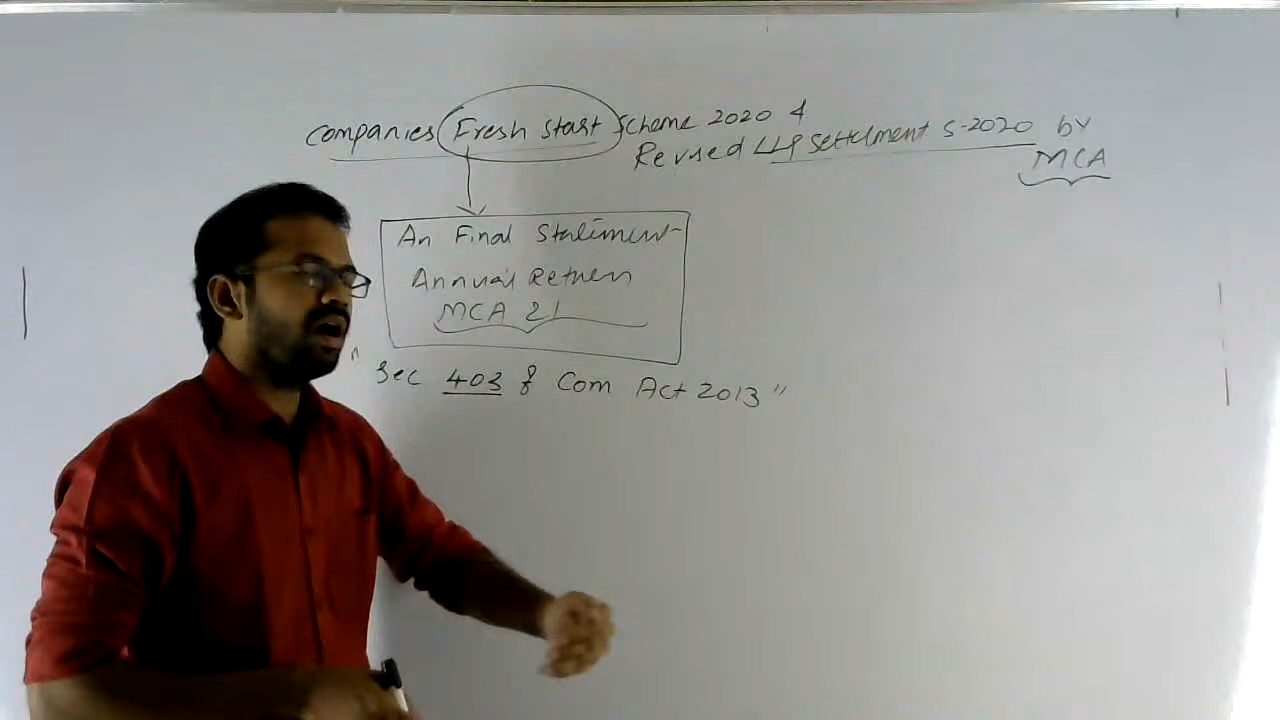 companies Fresh start scheme 2020 &
Revised LLP settelment S-2020 by
MCA
An Final Statement
Annual Return
MCA 21
"Sec 403 of Com Act 2013"